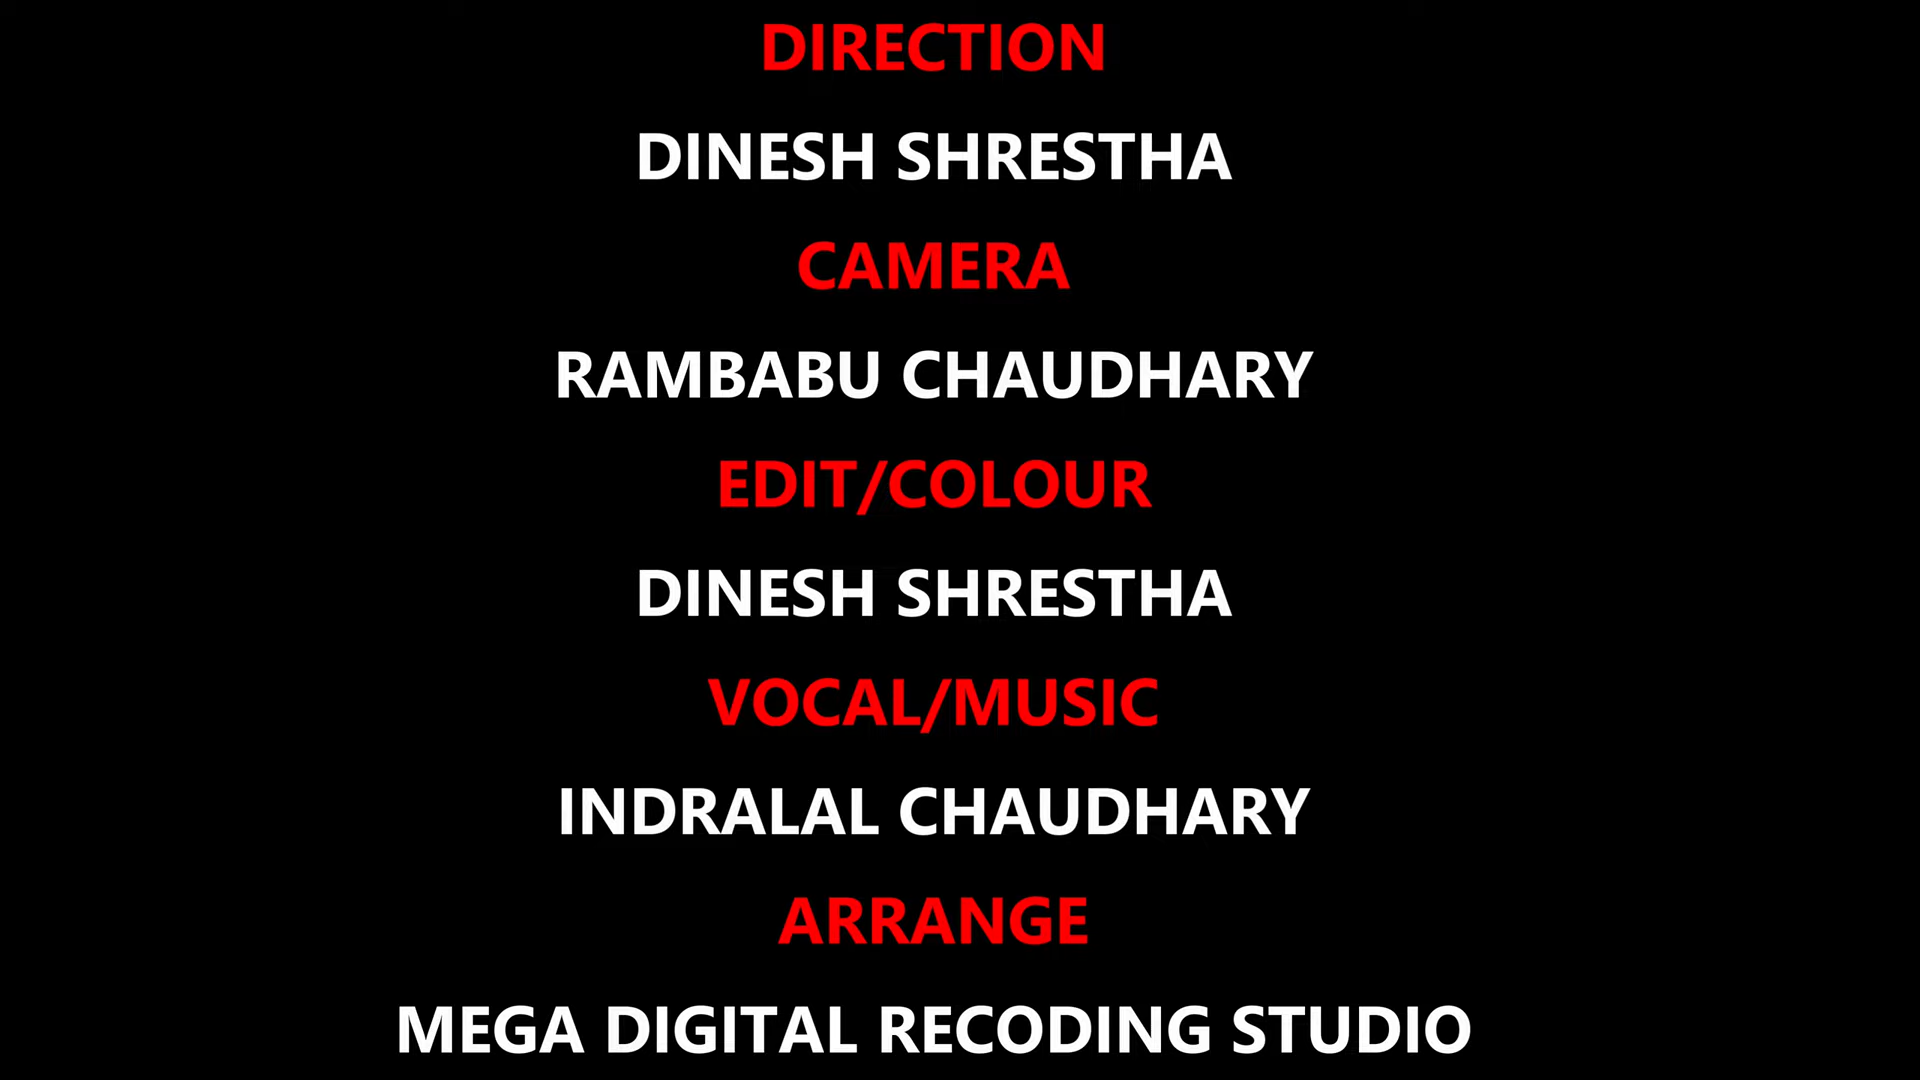 DIRECTION
DINESH SHRESTHA
CAMERA
RAMBABU CHAUDHARY
EDIT/COLOUR
DINESH SHRESTHA
VOCAL/MUSIC
INDRALAL CHAUDHARY
ARRANGE
MEGA DIGITAL RECODING STUDIO